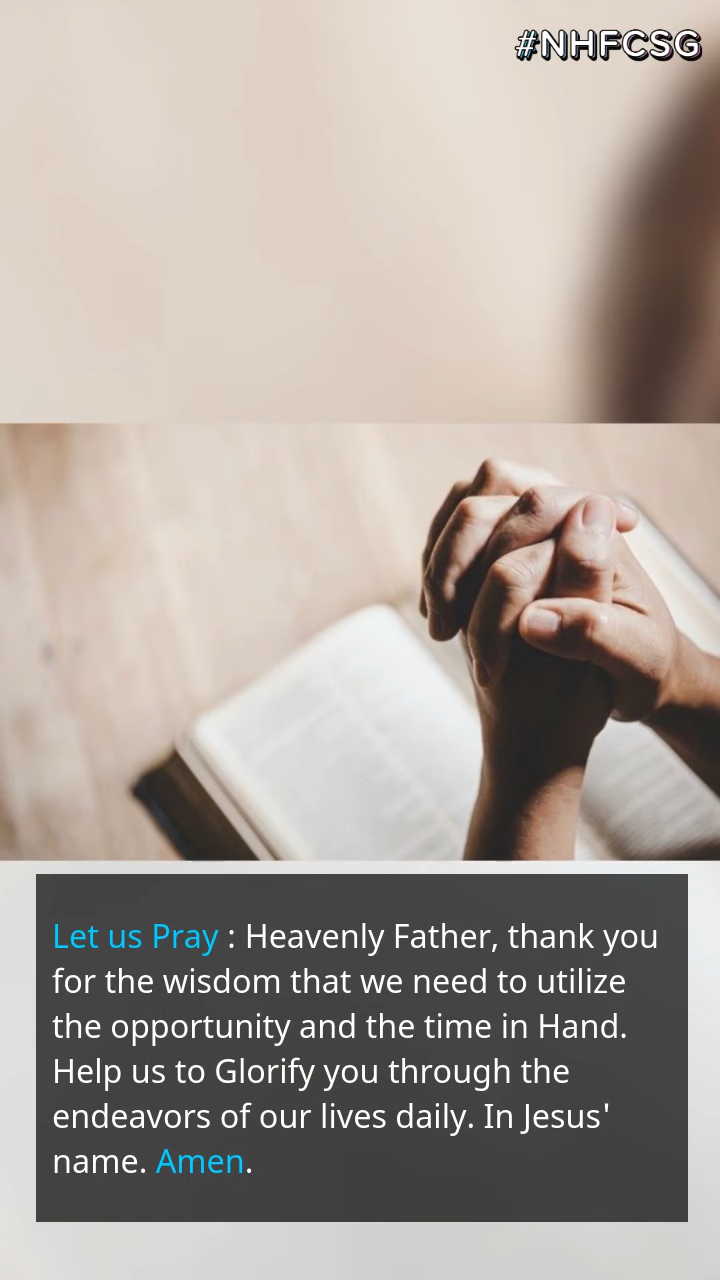 #NHFCSG
Let us Pray : Heavenly Father, thank you
for the wisdom that we need to utilize
the opportunity and the time in Hand.
Help us to Glorify you through the
endeavors of our lives daily. In Jesus'
name. Amen.